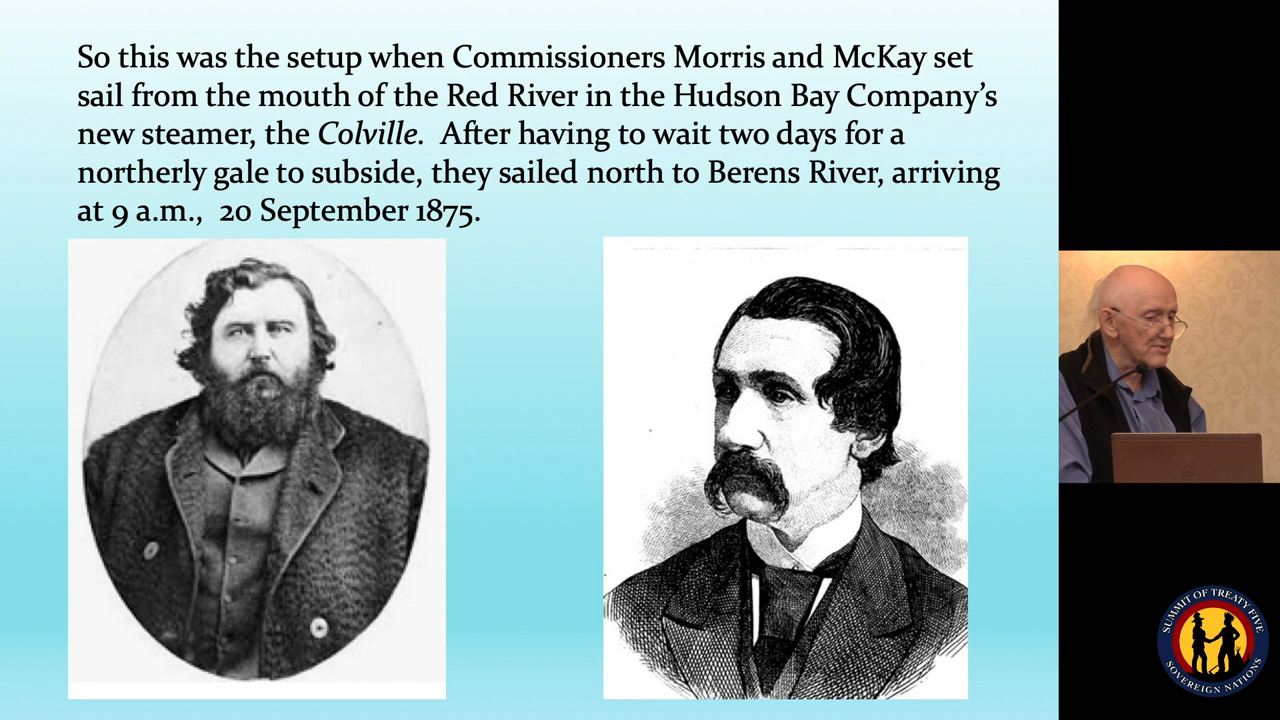 So this was the setup when Commissioners Morris and McKay set
sail from the mouth of the Red River in the Hudson Bay Company’s
new steamer, the Colville.  After having to wait two days for a
northerly gale to subside, they sailed north to Berens River, arriving
at 9 a.m.,  20 September 1875.
SUMMIT OF TREATY FIVE
SOVEREIGN NATIONS